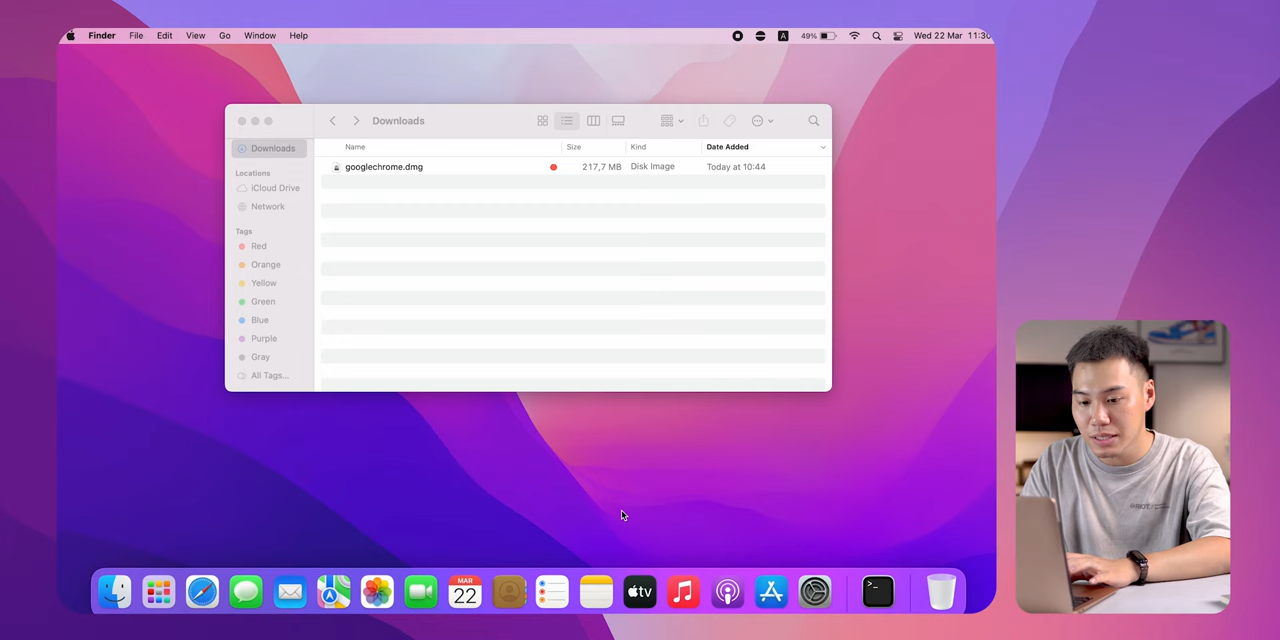 Finder File Edit View Go Window Help A 49% Wed 22 Mar 11:30
Downloads
Downloads
Name Size Kind Date Added
googlechrome.dmg 217,7 MB Disk Image Today at 10:44
Locations
iCloud Drive
Network
Tags
Red
Orange
Yellow
Green
Blue
Purple
Gray
All Tags...
MAR
22
tv
>_